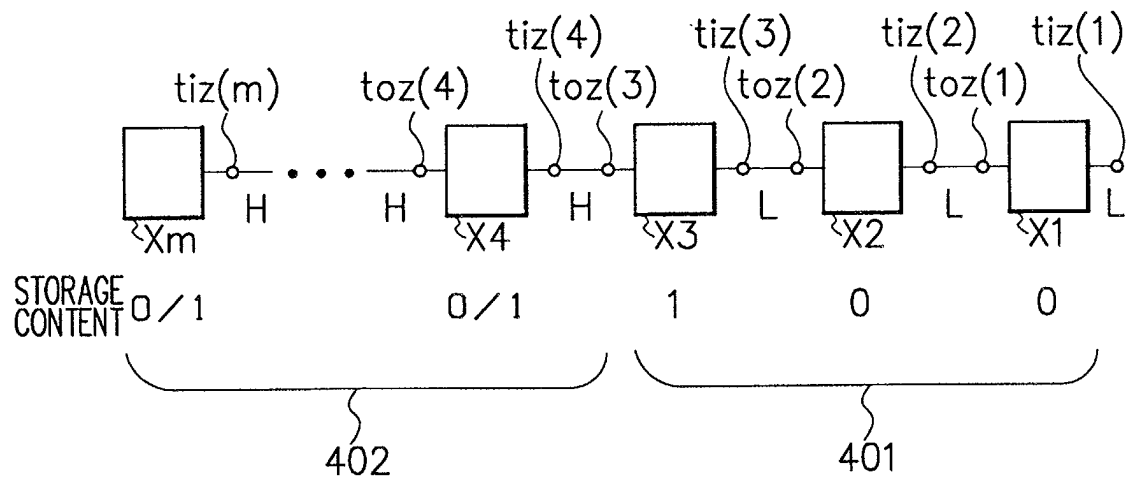 tiz(m) toz(4) tiz(4) toz(3) tiz(3) toz(2) tiz(2) toz(1) tiz(1)
H • • • H H L L L
Xm X4 X3 X2 X1
STORAGE CONTENT 0/1 0/1 1 0 0
402 401